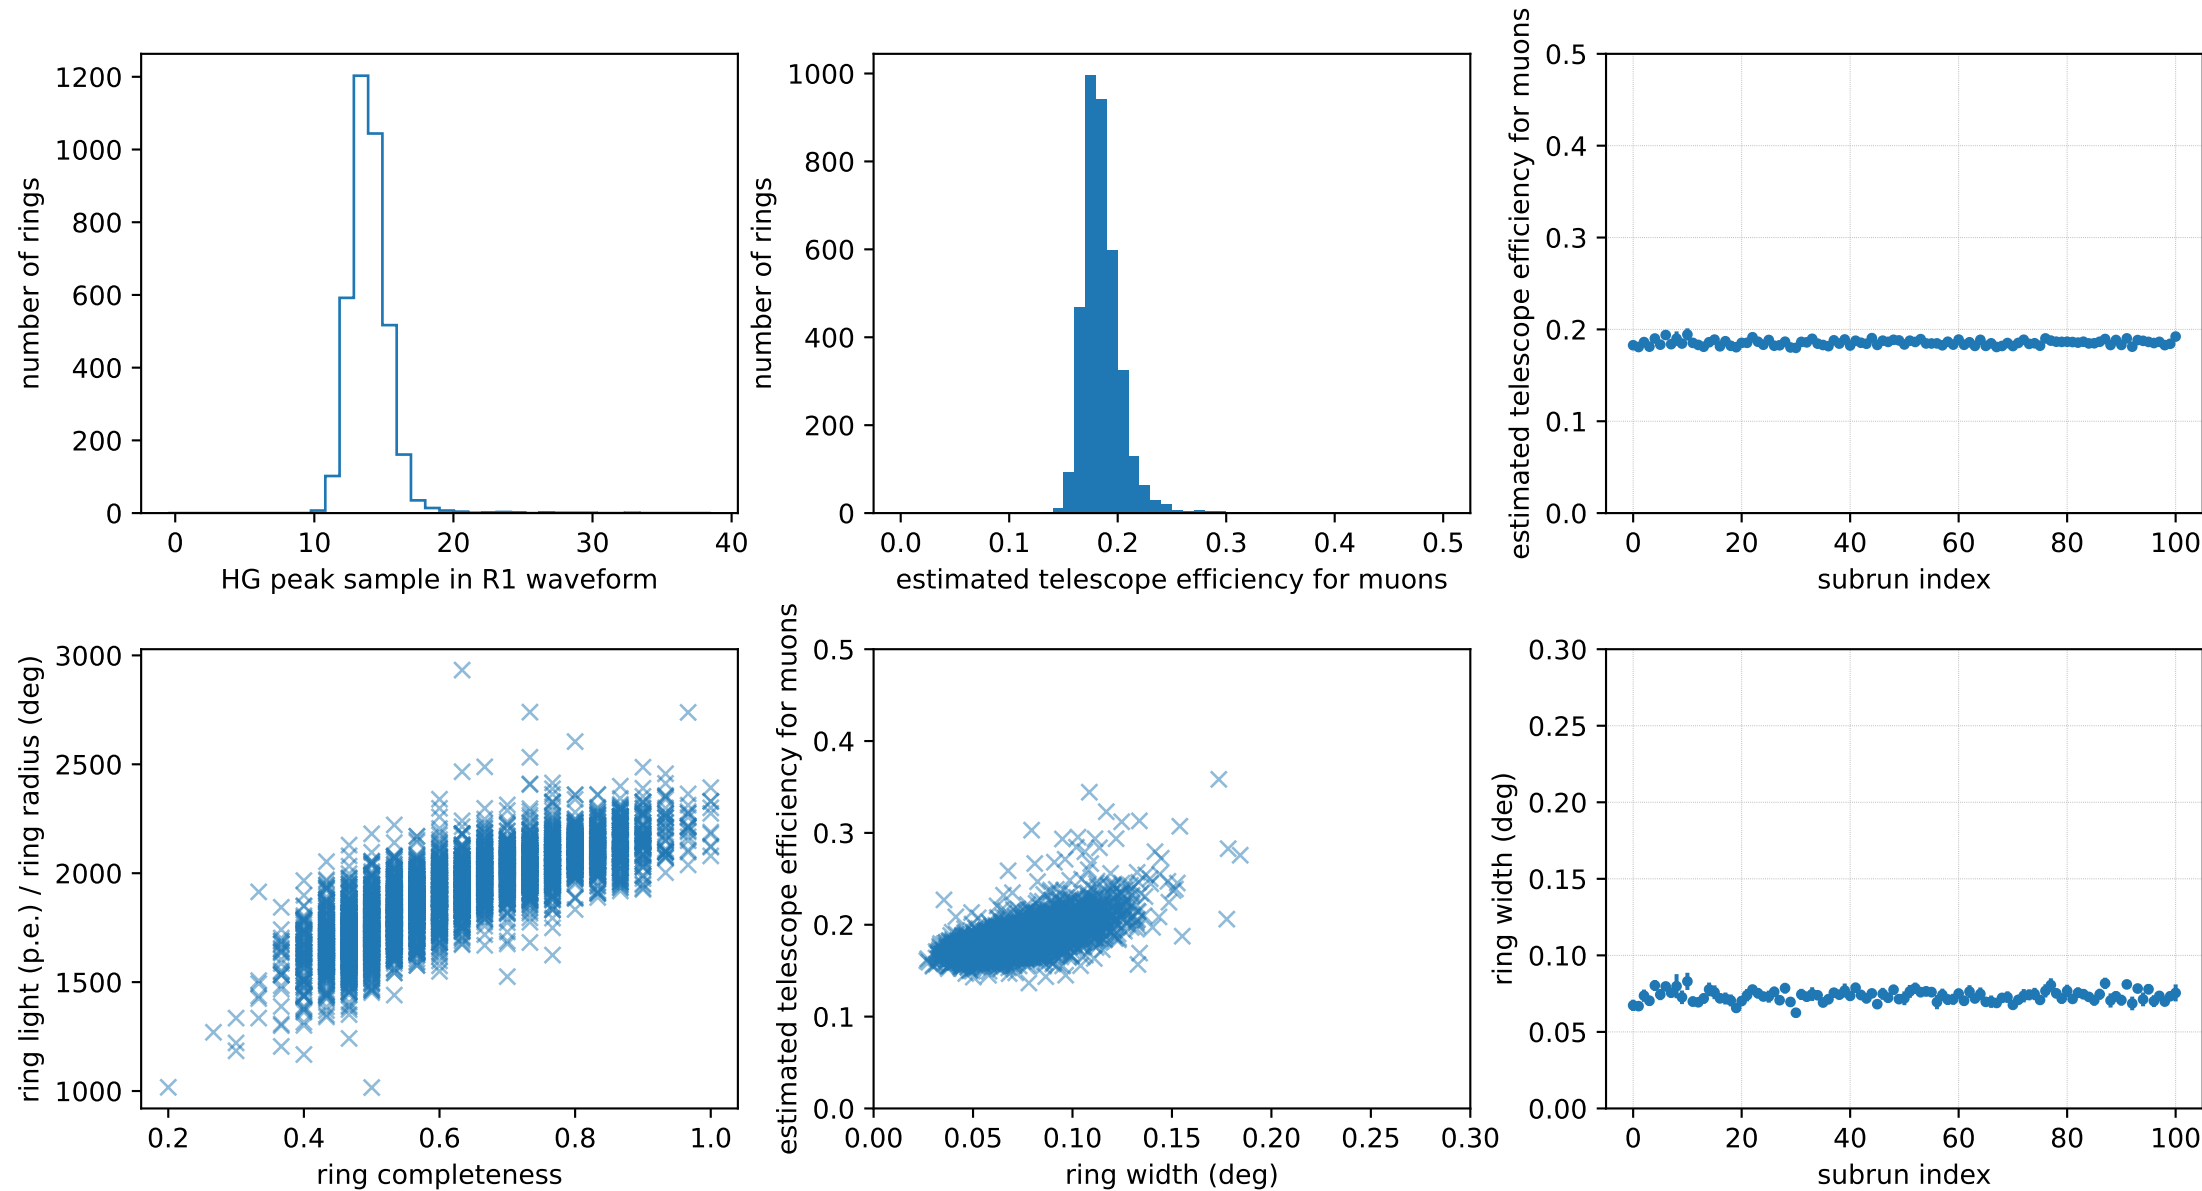 number of rings
1200
1000
800
600
400
200
0
0 10 20 30 40
HG peak sample in R1 waveform
number of rings
1000
800
600
400
200
0
0.0 0.1 0.2 0.3 0.4 0.5
estimated telescope efficiency for muons
estimated telescope efficiency for muons
0.5
0.4
0.3
0.2
0.1
0.0
0 20 40 60 80 100
subrun index
ring light (p.e.) / ring radius (deg)
3000
2500
2000
1500
1000
0.2 0.4 0.6 0.8 1.0
ring completeness
estimated telescope efficiency for muons
0.5
0.4
0.3
0.2
0.1
0.0
0.00 0.05 0.10 0.15 0.20 0.25 0.30
ring width (deg)
ring width (deg)
0.30
0.25
0.20
0.15
0.10
0.05
0.00
0 20 40 60 80 100
subrun index